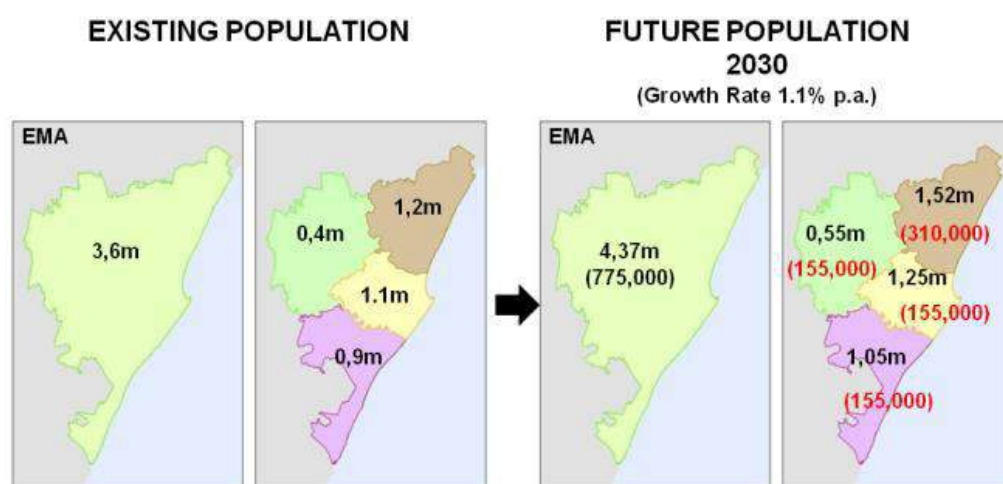 EXISTING POPULATION
FUTURE POPULATION
2030
(Growth Rate 1.1% p.a.)
EMA
3,6m
1,2m
0,4m
1.1m
0,9m
EMA
4,37m
(775,000)
1,52m
(310,000)
0,55m
(155,000)
1,25m
(155,000)
1,05m
(155,000)